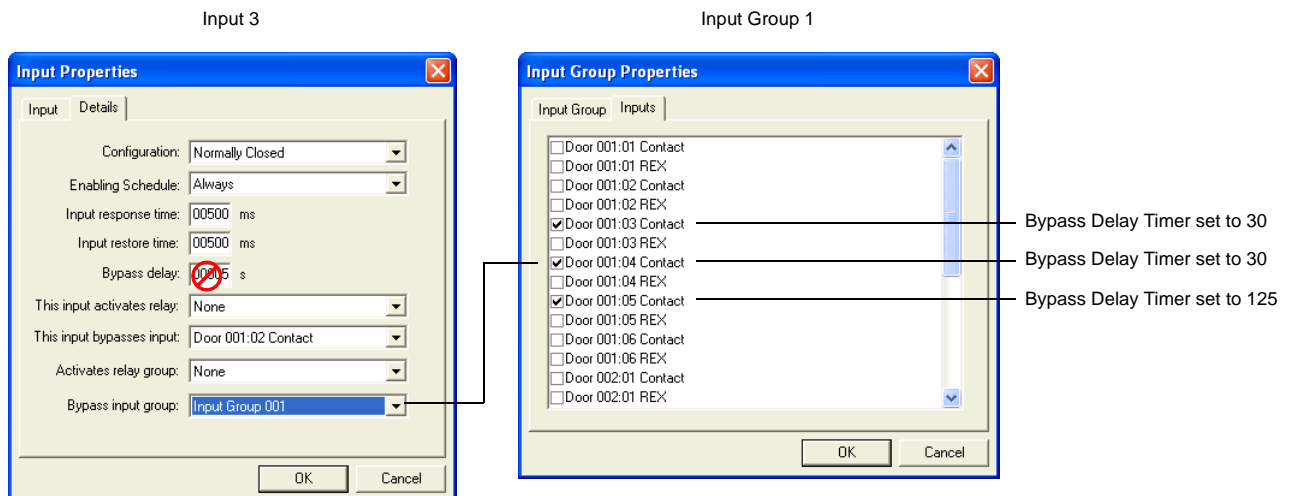 Input 3
Input Group 1
Input Properties
Input Details
Configuration: Normally Closed
Enabling Schedule: Always
Input response time: 00500 ms
Input restore time: 00500 ms
Bypass delay: 00005 s
This input activates relay: None
This input bypasses input: Door 001:02 Contact
Activates relay group: None
Bypass input group: Input Group 001
OK Cancel
Input Group Properties
Input Group Inputs
Door 001:01 Contact
Door 001:01 REX
Door 001:02 Contact
Door 001:02 REX
Door 001:03 Contact
Door 001:03 REX
Door 001:04 Contact
Door 001:04 REX
Door 001:05 Contact
Door 001:05 REX
Door 001:06 Contact
Door 001:06 REX
Door 002:01 Contact
Door 002:01 REX
OK Cancel
Bypass Delay Timer set to 30
Bypass Delay Timer set to 30
Bypass Delay Timer set to 125